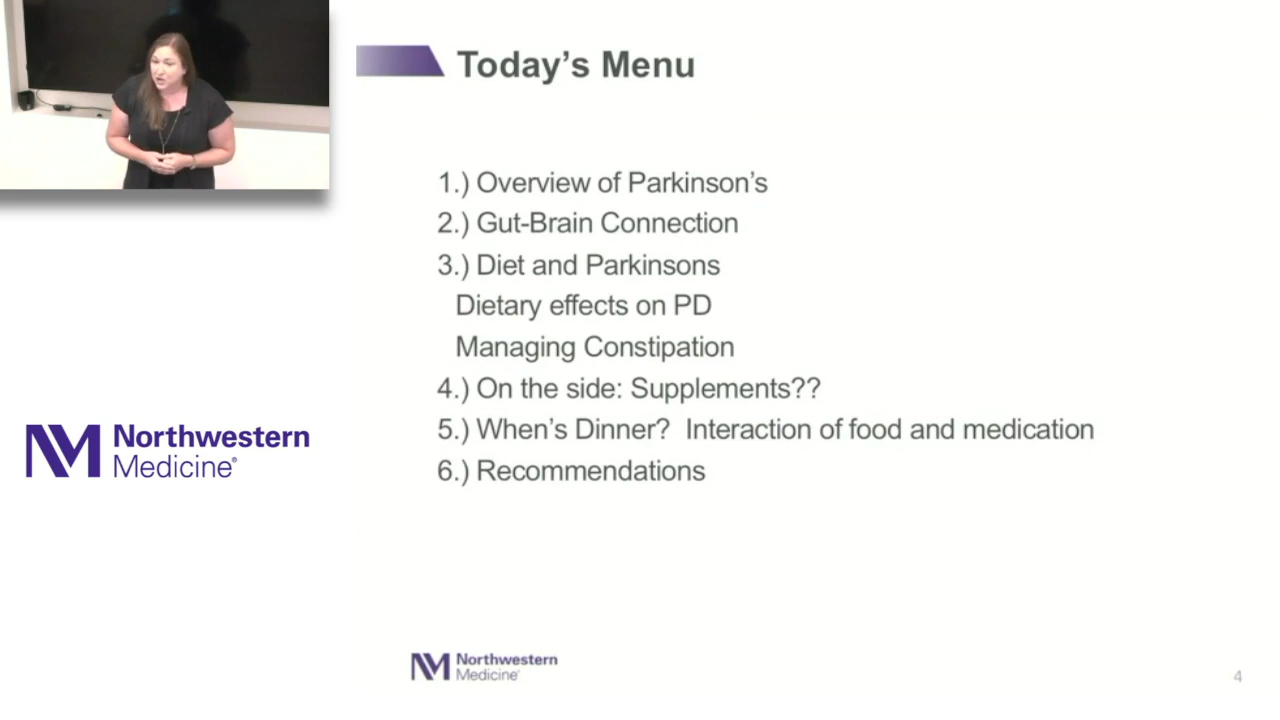 Today's Menu
1.) Overview of Parkinson's
2.) Gut-Brain Connection
3.) Diet and Parkinsons
Dietary effects on PD
Managing Constipation
4.) On the side: Supplements??
5.) When's Dinner?  Interaction of food and medication
6.) Recommendations
NM Northwestern
Medicine®
NM Northwestern
Medicine®
4